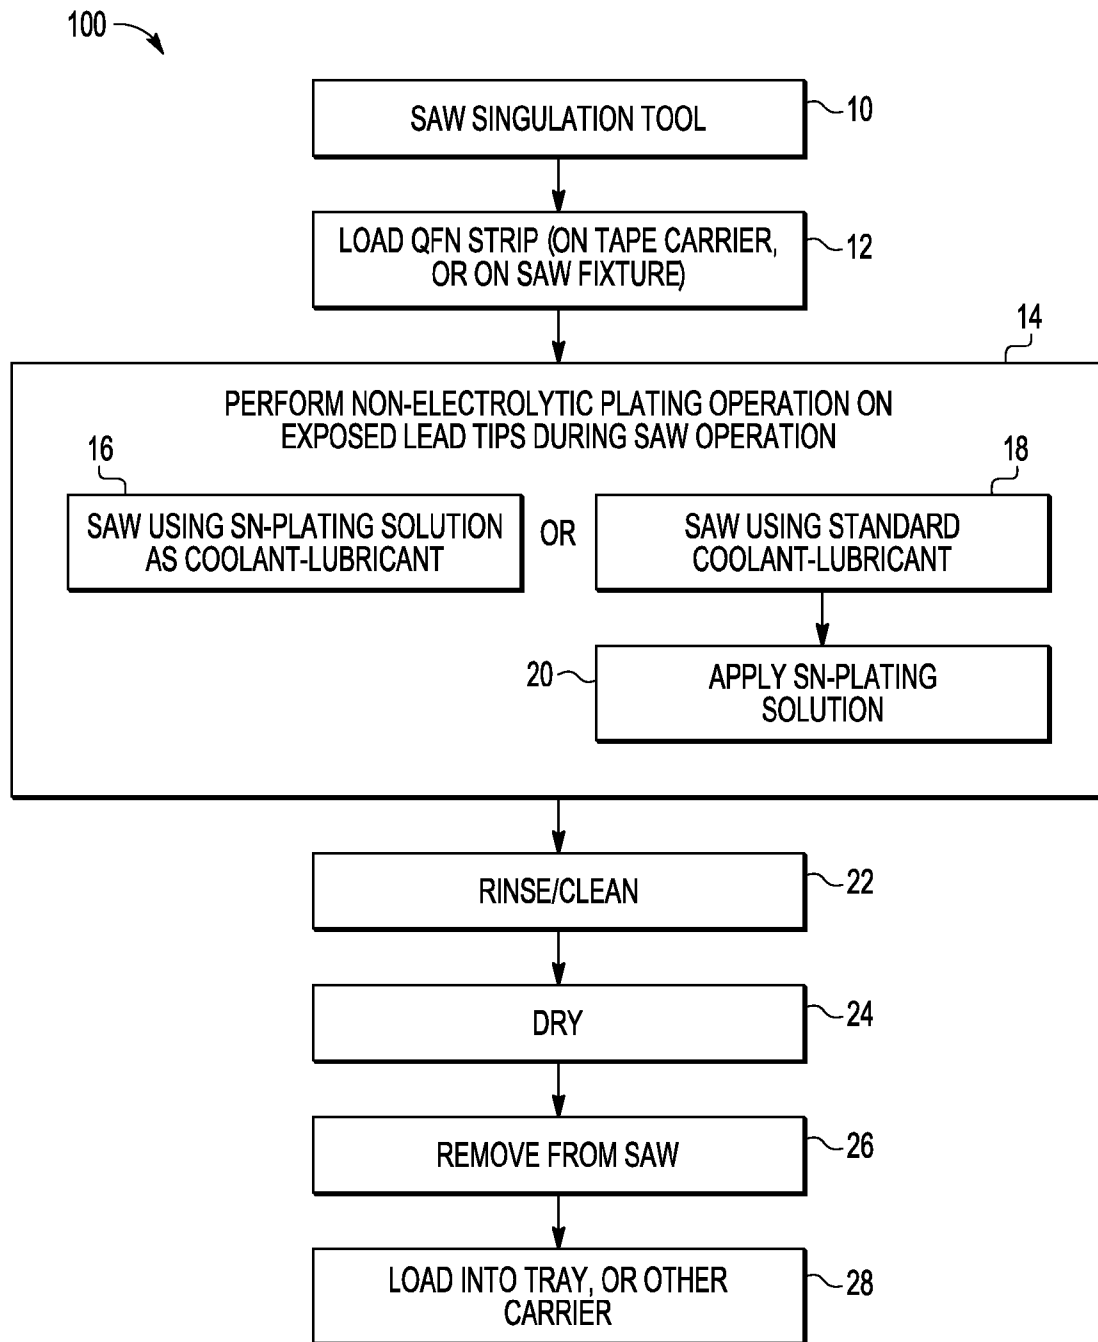 100
SAW SINGULATION TOOL
10
LOAD QFN STRIP (ON TAPE CARRIER,
OR ON SAW FIXTURE)
12
14
PERFORM NON-ELECTROLYTIC PLATING OPERATION ON
EXPOSED LEAD TIPS DURING SAW OPERATION
16
SAW USING SN-PLATING SOLUTION
AS COOLANT-LUBRICANT
OR
18
SAW USING STANDARD
COOLANT-LUBRICANT
20
APPLY SN-PLATING
SOLUTION
RINSE/CLEAN
22
DRY
24
REMOVE FROM SAW
26
LOAD INTO TRAY, OR OTHER
CARRIER
28